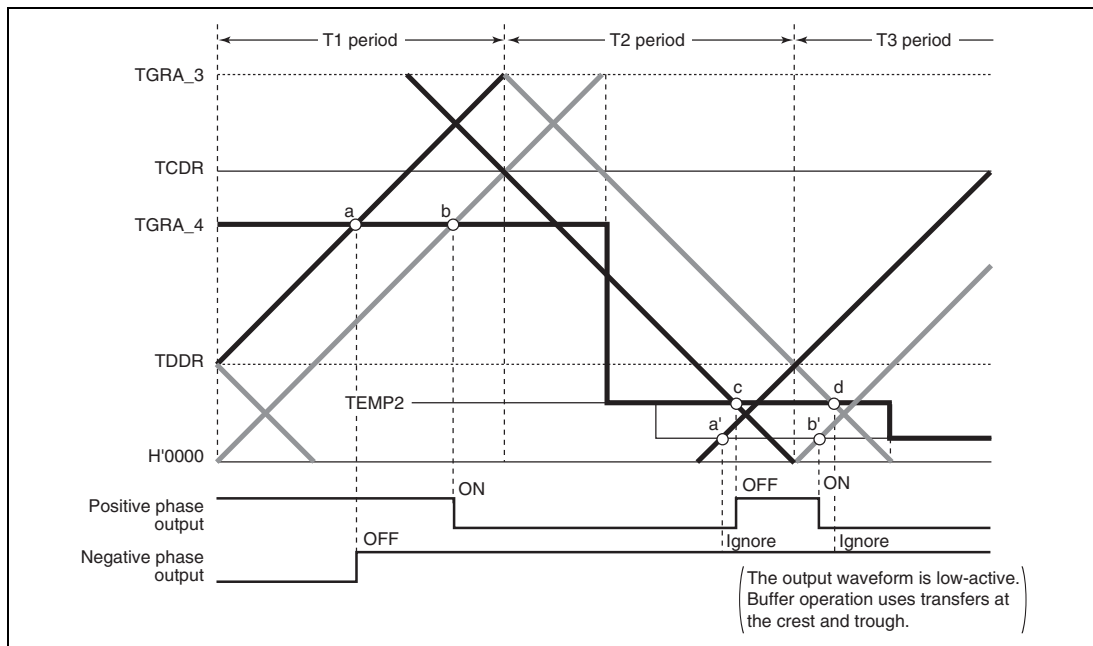 T1 period T2 period T3 period
TGRA_3
TCDR
TGRA_4
a b
TDDR
TEMP2
c d
a' b'
H'0000
ON OFF ON
Positive phase
output
OFF Ignore Ignore
Negative phase
output
The output waveform is low-active.
Buffer operation uses transfers at
the crest and trough.